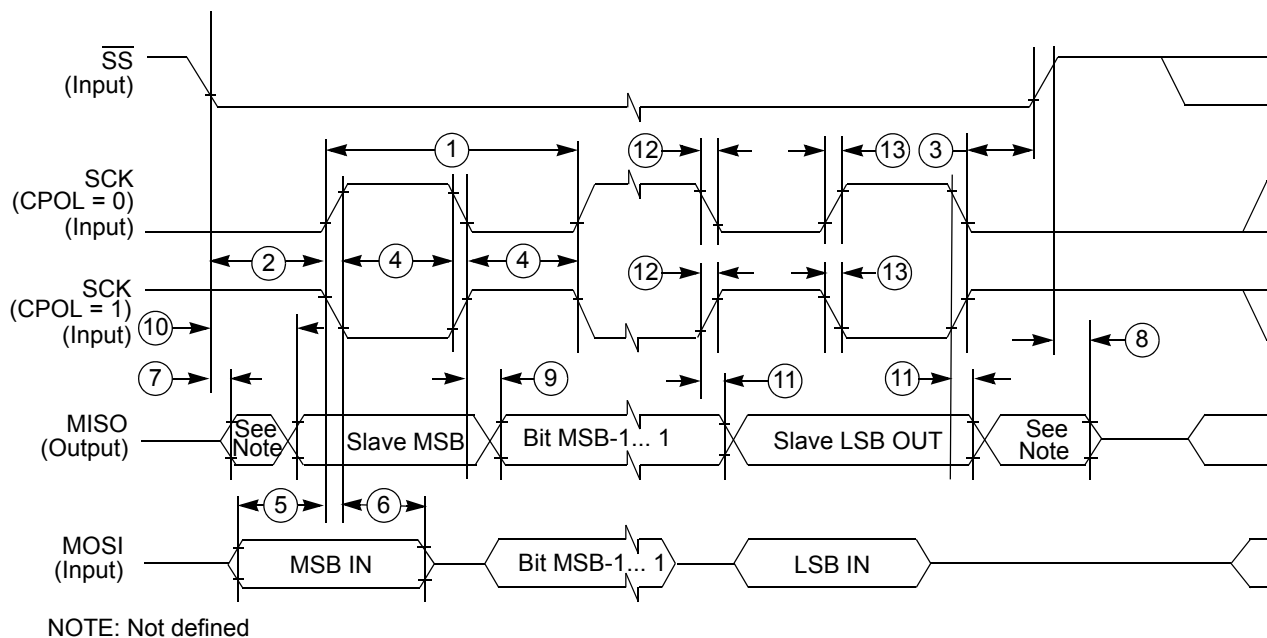 SS
(Input)
1
12
13
3
SCK
(CPOL = 0)
(Input)
2
4
4
12
13
SCK
(CPOL = 1)
(Input)
10
8
7
9
11
11
MISO
(Output)
See
Note
Slave MSB
Bit MSB-1... 1
Slave LSB OUT
See
Note
5
6
MOSI
(Input)
MSB IN
Bit MSB-1... 1
LSB IN
NOTE: Not defined